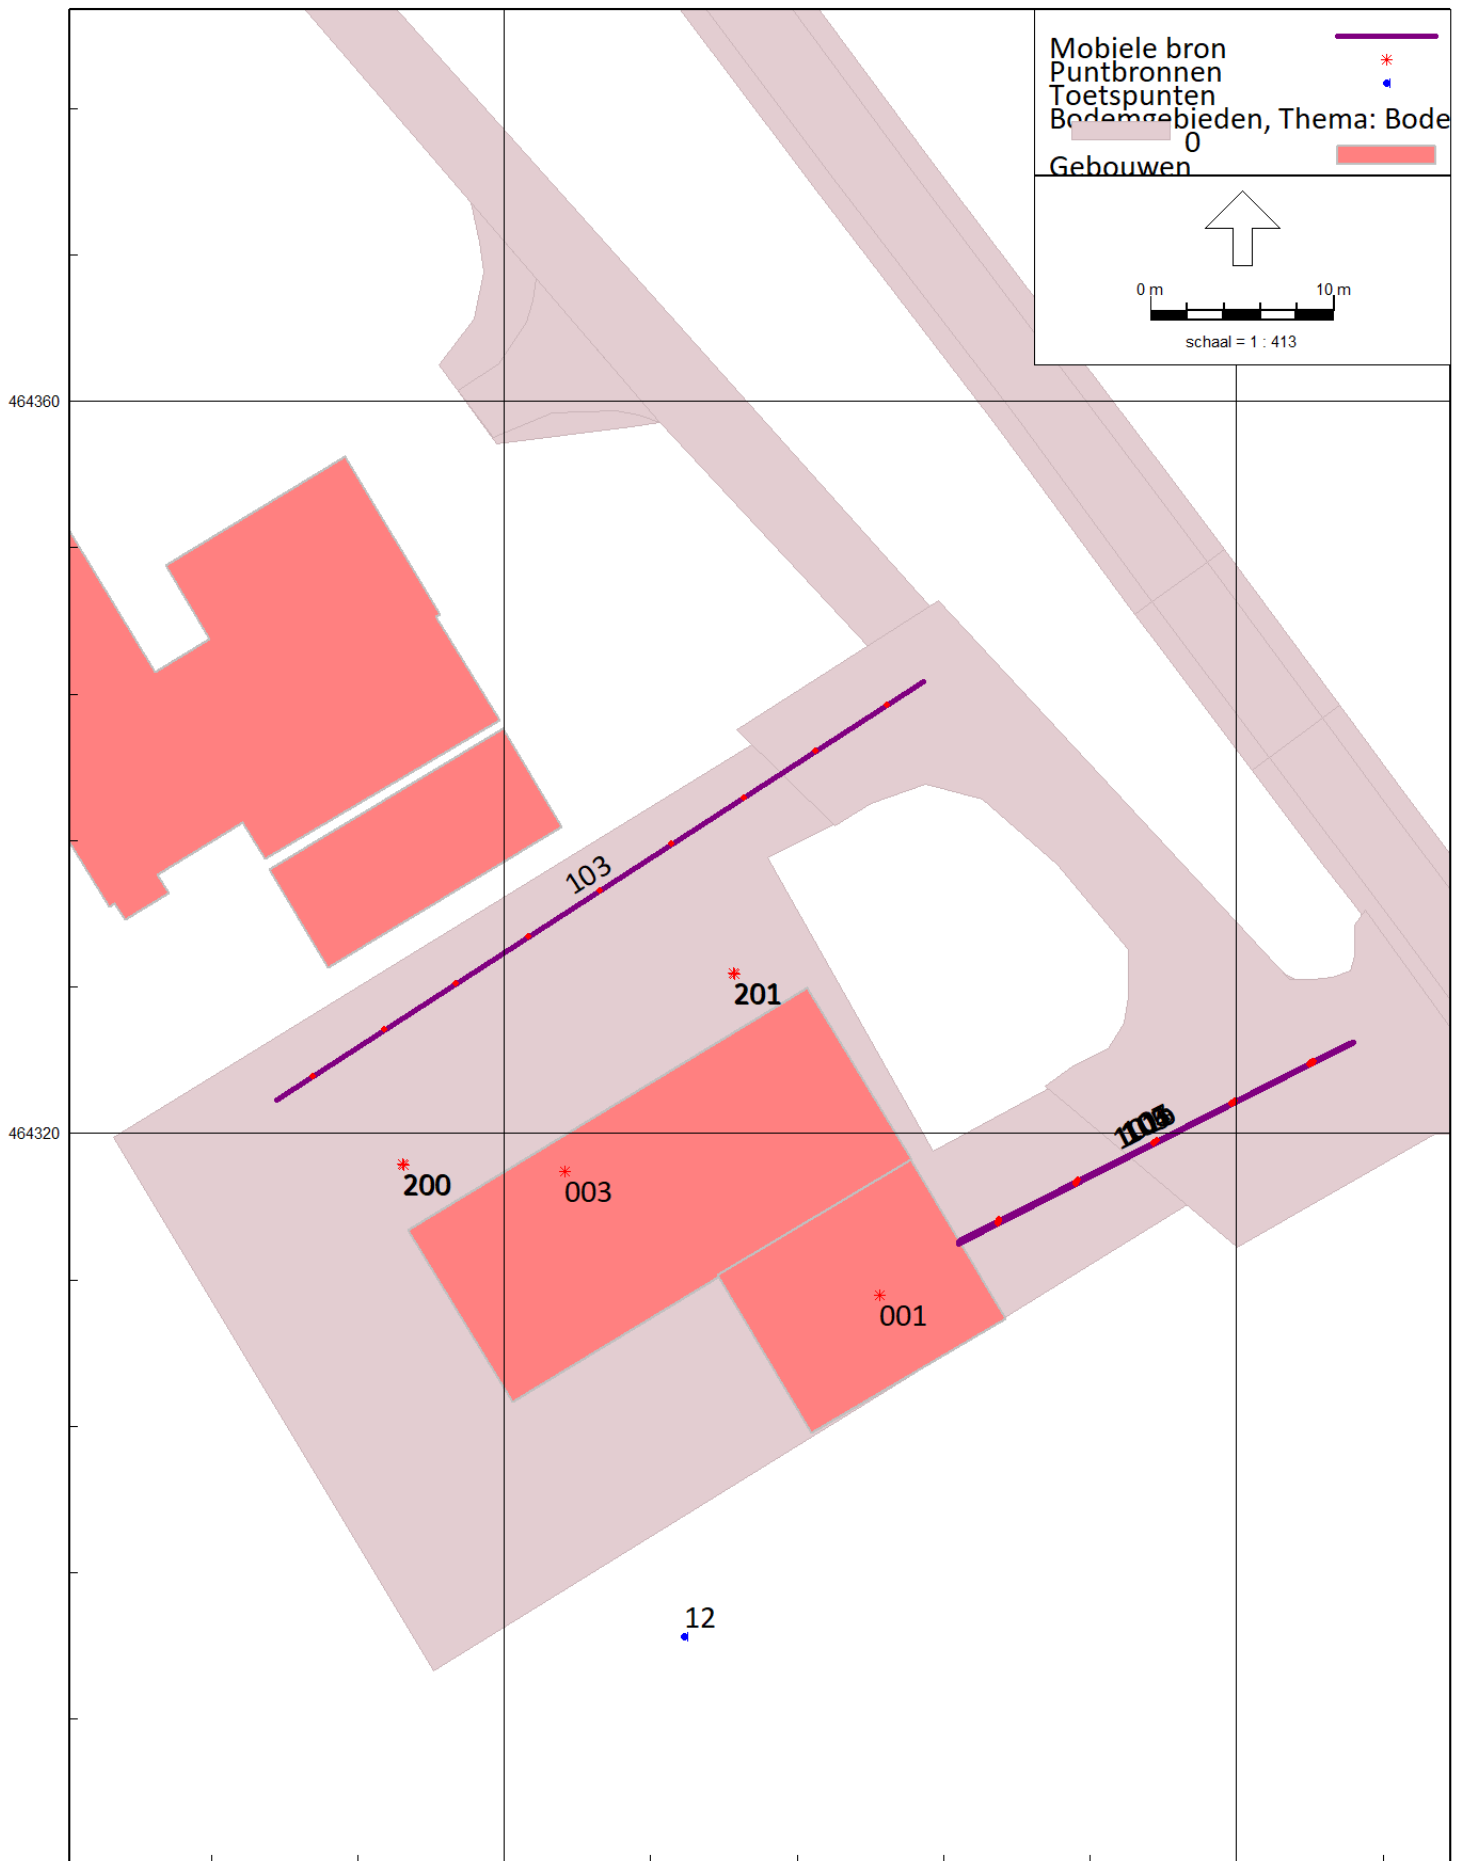 Mobiele bron
Puntbronnen
Toetspunten
Bodemgebieden, Thema: Bode
0
Gebouwen
0 m 10 m
schaal = 1 : 413
464360
103
201
464320
200
003
001
12